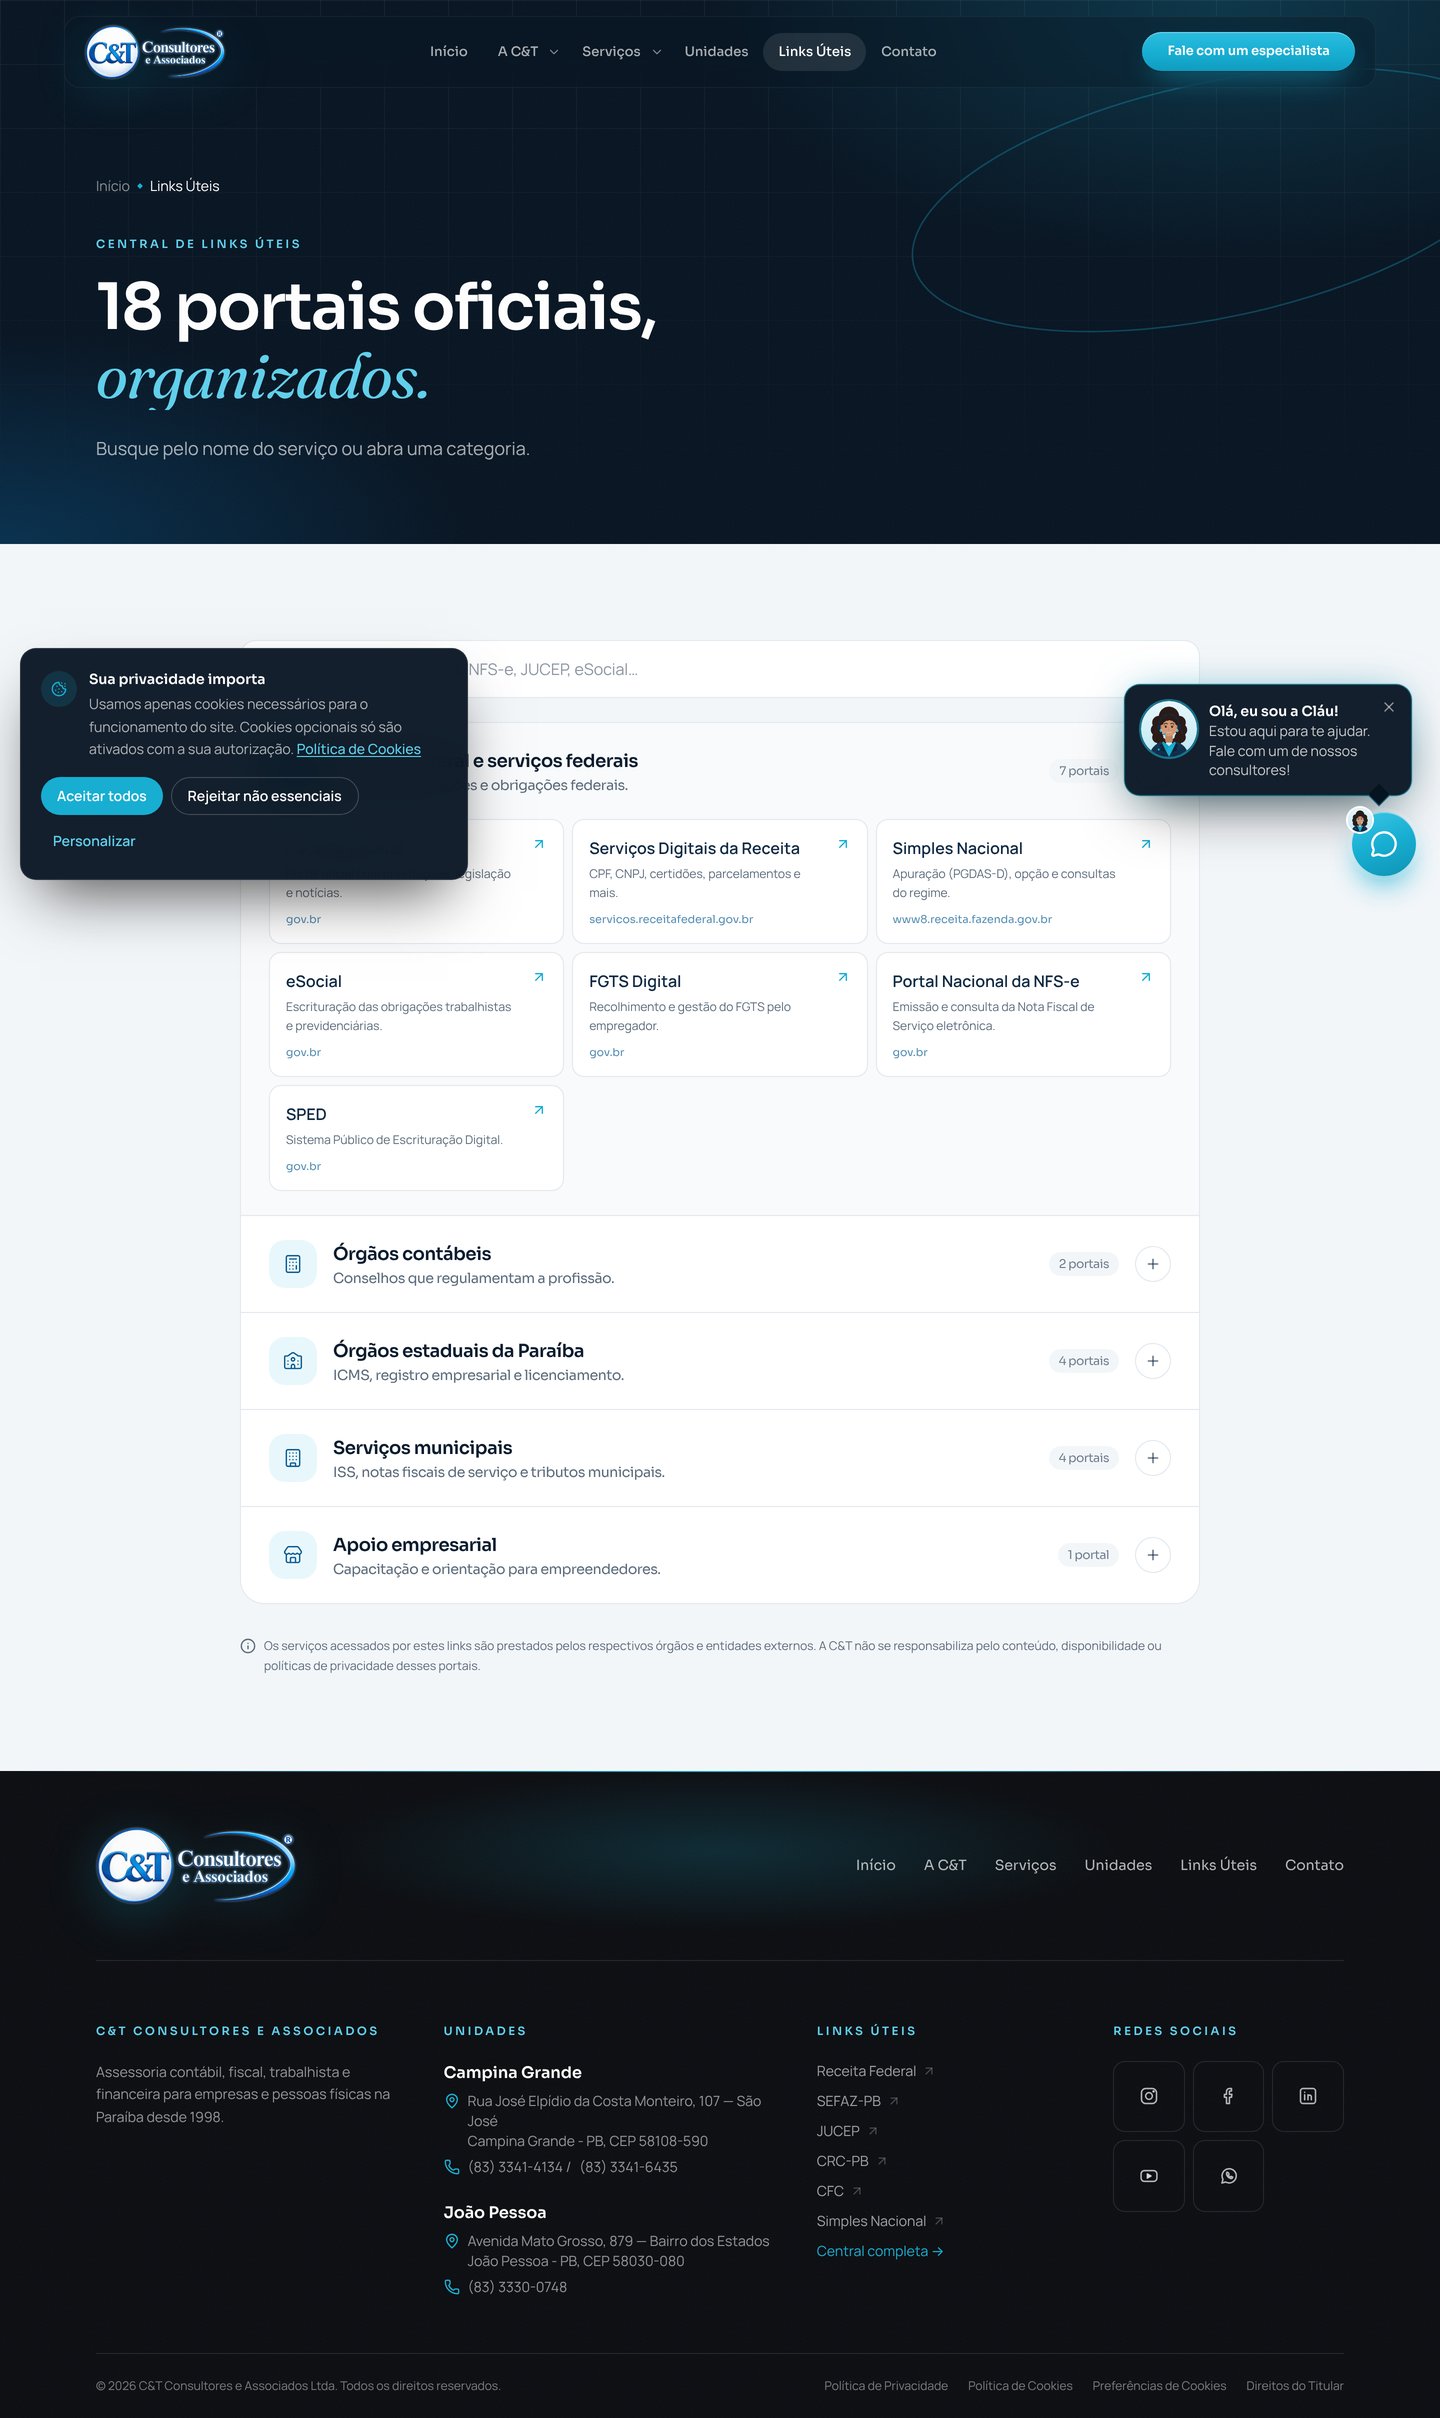 C&T Consultores e Associados ®
Início
A C&T
Serviços
Unidades
Links Úteis
Contato
Fale com um especialista
Início • Links Úteis
CENTRAL DE LINKS ÚTEIS
18 portais oficiais,
organizados.
Busque pelo nome do serviço ou abra uma categoria.
NFS-e, JUCEP, eSocial...
Sua privacidade importa
Usamos apenas cookies necessários para o
funcionamento do site. Cookies opcionais só são
ativados com a sua autorização. Política de Cookies
Aceitar todos
Rejeitar não essenciais
Personalizar
e serviços federais
e obrigações federais.
7 portais
Olá, eu sou a Cláu!
Estou aqui para te ajudar.
Fale com um de nossos
consultores!
e notícias.
gov.br
Serviços Digitais da Receita
CPF, CNPJ, certidões, parcelamentos e
mais.
servicos.receitafederal.gov.br
Simples Nacional
Apuração (PGDAS-D), opção e consultas
do regime.
www8.receita.fazenda.gov.br
eSocial
Escrituração das obrigações trabalhistas
e previdenciárias.
gov.br
FGTS Digital
Recolhimento e gestão do FGTS pelo
empregador.
gov.br
Portal Nacional da NFS-e
Emissão e consulta da Nota Fiscal de
Serviço eletrônica.
gov.br
SPED
Sistema Público de Escrituração Digital.
gov.br
Órgãos contábeis
Conselhos que regulamentam a profissão.
2 portais
Órgãos estaduais da Paraíba
ICMS, registro empresarial e licenciamento.
4 portais
Serviços municipais
ISS, notas fiscais de serviço e tributos municipais.
4 portais
Apoio empresarial
Capacitação e orientação para empreendedores.
1 portal
Os serviços acessados por estes links são prestados pelos respectivos órgãos e entidades externos. A C&T não se responsabiliza pelo conteúdo, disponibilidade ou
políticas de privacidade desses portais.
C&T Consultores e Associados ®
Início
A C&T
Serviços
Unidades
Links Úteis
Contato
C&T CONSULTORES E ASSOCIADOS
Assessoria contábil, fiscal, trabalhista e
financeira para empresas e pessoas físicas na
Paraíba desde 1998.
UNIDADES
Campina Grande
Rua José Elpídio da Costa Monteiro, 107 — São
José
Campina Grande - PB, CEP 58108-590
(83) 3341-4134 / (83) 3341-6435
João Pessoa
Avenida Mato Grosso, 879 — Bairro dos Estados
João Pessoa - PB, CEP 58030-080
(83) 3330-0748
LINKS ÚTEIS
Receita Federal
SEFAZ-PB
JUCEP
CRC-PB
CFC
Simples Nacional
Central completa →
REDES SOCIAIS
© 2026 C&T Consultores e Associados Ltda. Todos os direitos reservados.
Política de Privacidade
Política de Cookies
Preferências de Cookies
Direitos do Titular